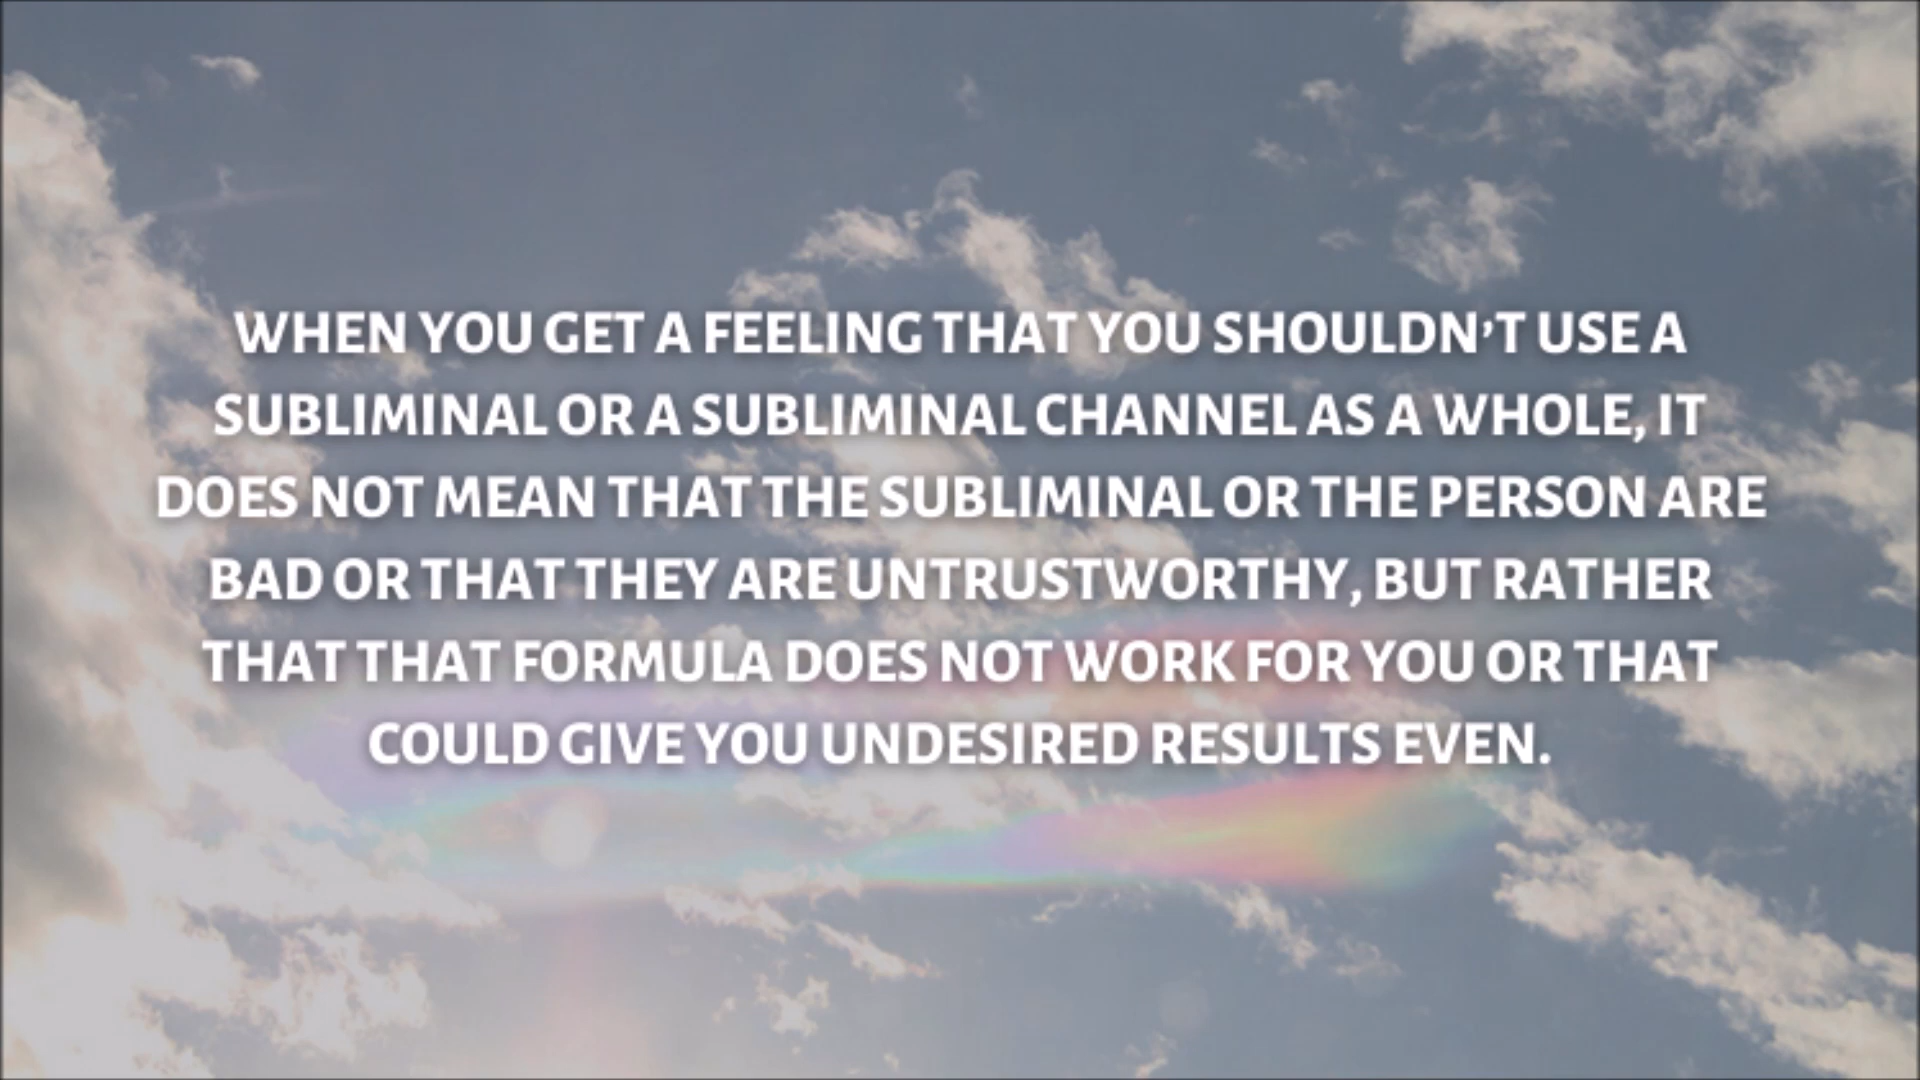 WHEN YOU GET A FEELING THAT YOU SHOULDN'T USE A
SUBLIMINAL OR A SUBLIMINAL CHANNEL AS A WHOLE, IT
DOES NOT MEAN THAT THE SUBLIMINAL OR THE PERSON ARE
BAD OR THAT THEY ARE UNTRUSTWORTHY, BUT RATHER
THAT THAT FORMULA DOES NOT WORK FOR YOU OR THAT
COULD GIVE YOU UNDESIRED RESULTS EVEN.